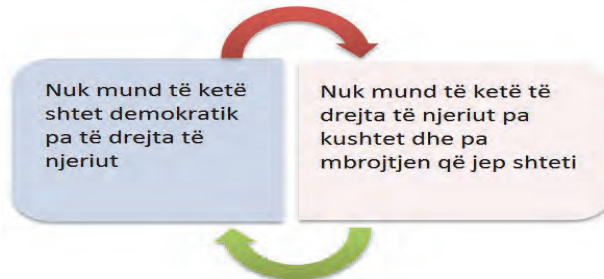 Nuk mund të ketë
shtet demokratik
pa të drejta të
njeriut
Nuk mund të ketë të
drejta të njeriut pa
kushtet dhe pa
mbrojtjen që jep shteti